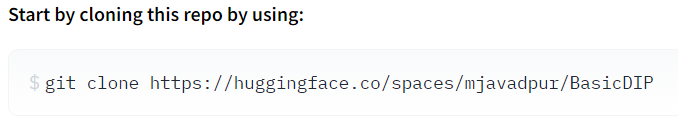 Start by cloning this repo by using:
$ git clone https://huggingface.co/spaces/mjavadpur/BasicDIP